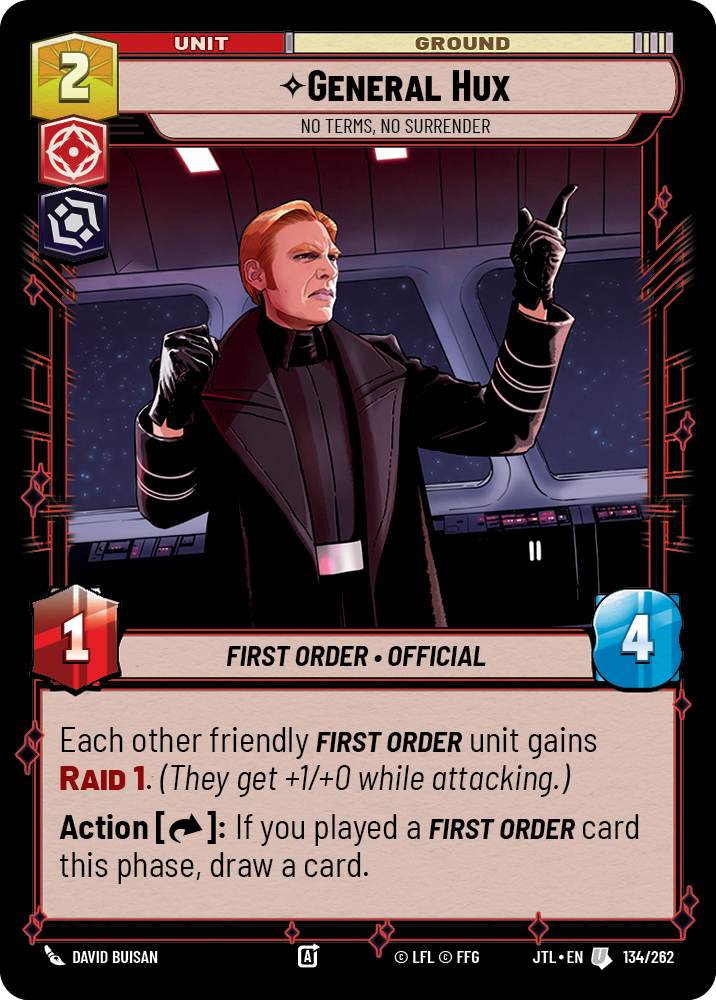 UNIT
GROUND
2
GENERAL HUX
NO TERMS, NO SURRENDER
1
FIRST ORDER • OFFICIAL
4
Each other friendly FIRST ORDER unit gains
RAID 1. (They get +1/+0 while attacking.)
Action [ ]: If you played a FIRST ORDER card
this phase, draw a card.
DAVID BUISAN
A
© LFL © FFG
JTL • EN
U
134/262